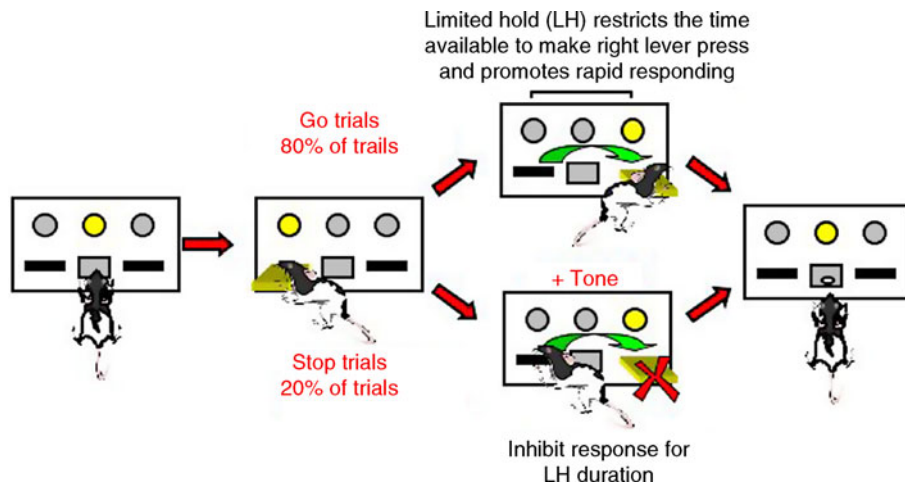 Limited hold (LH) restricts the time
available to make right lever press
and promotes rapid responding
Go trials
80% of trails
+ Tone
Stop trials
20% of trials
Inhibit response for
LH duration